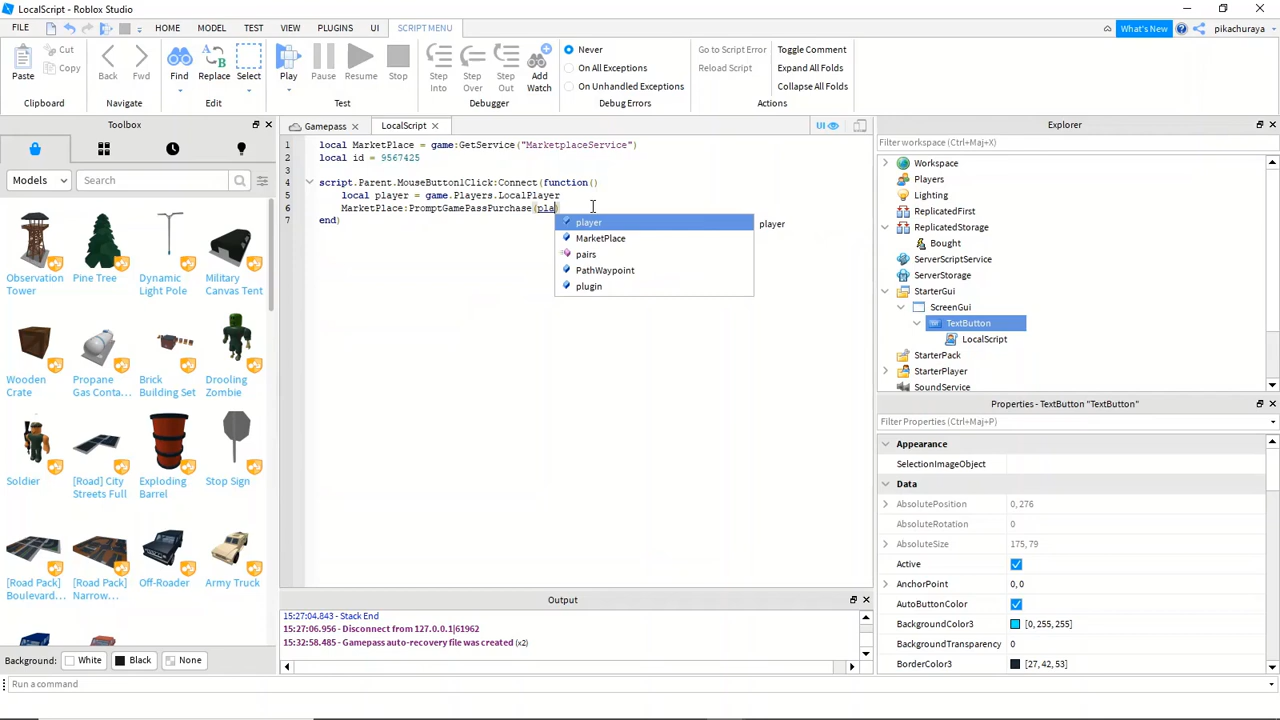 LocalScript - Roblox Studio
FILE HOME MODEL TEST VIEW PLUGINS UI SCRIPT MENU What's New pikachuraya
Paste Cut Copy Back Fwd Find Replace Select Play Pause Resume Stop Step Into Step Over Step Out Add Watch
Never
On All Exceptions
On Unhandled Exceptions
Go to Script Error
Reload Script
Toggle Comment
Expand All Folds
Collapse All Folds
Clipboard Navigate Edit Test Debugger Debug Errors Actions
Toolbox
Models Search
Observation Tower
Pine Tree
Dynamic Light Pole
Military Canvas Tent
Wooden Crate
Propane Gas Conta...
Brick Building Set
Drooling Zombie
Soldier
[Road] City Streets Full
Exploding Barrel
Stop Sign
[Road Pack] Boulevard...
[Road Pack] Narrow...
Off-Roader
Army Truck
Background: White Black None
Gamepass LocalScript UI
1 local MarketPlace = game:GetService("MarketplaceService")
2 local id = 9567425
3
4 script.Parent.MouseButton1Click:Connect(function()
5 local player = game.Players.LocalPlayer
6 MarketPlace:PromptGamePassPurchase(pla)
7 end)
player player
MarketPlace
pairs
PathWaypoint
plugin
Output
15:27:04.843 - Stack End
15:27:06.956 - Disconnect from 127.0.0.1|61962
15:32:58.485 - Gamepass auto-recovery file was created (x2)
Explorer
Filter workspace (Ctrl+Maj+X)
Workspace
Players
Lighting
ReplicatedFirst
ReplicatedStorage
Bought
ServerScriptService
ServerStorage
StarterGui
ScreenGui
TextButton
LocalScript
StarterPack
StarterPlayer
SoundService
Properties - TextButton "TextButton"
Filter Properties (Ctrl+Maj+P)
Appearance
SelectionImageObject
Data
AbsolutePosition 0, 276
AbsoluteRotation 0
AbsoluteSize 175, 79
Active
AnchorPoint 0, 0
AutoButtonColor
BackgroundColor3 [0, 255, 255]
BackgroundTransparency 0
BorderColor3 [27, 42, 53]
Run a command